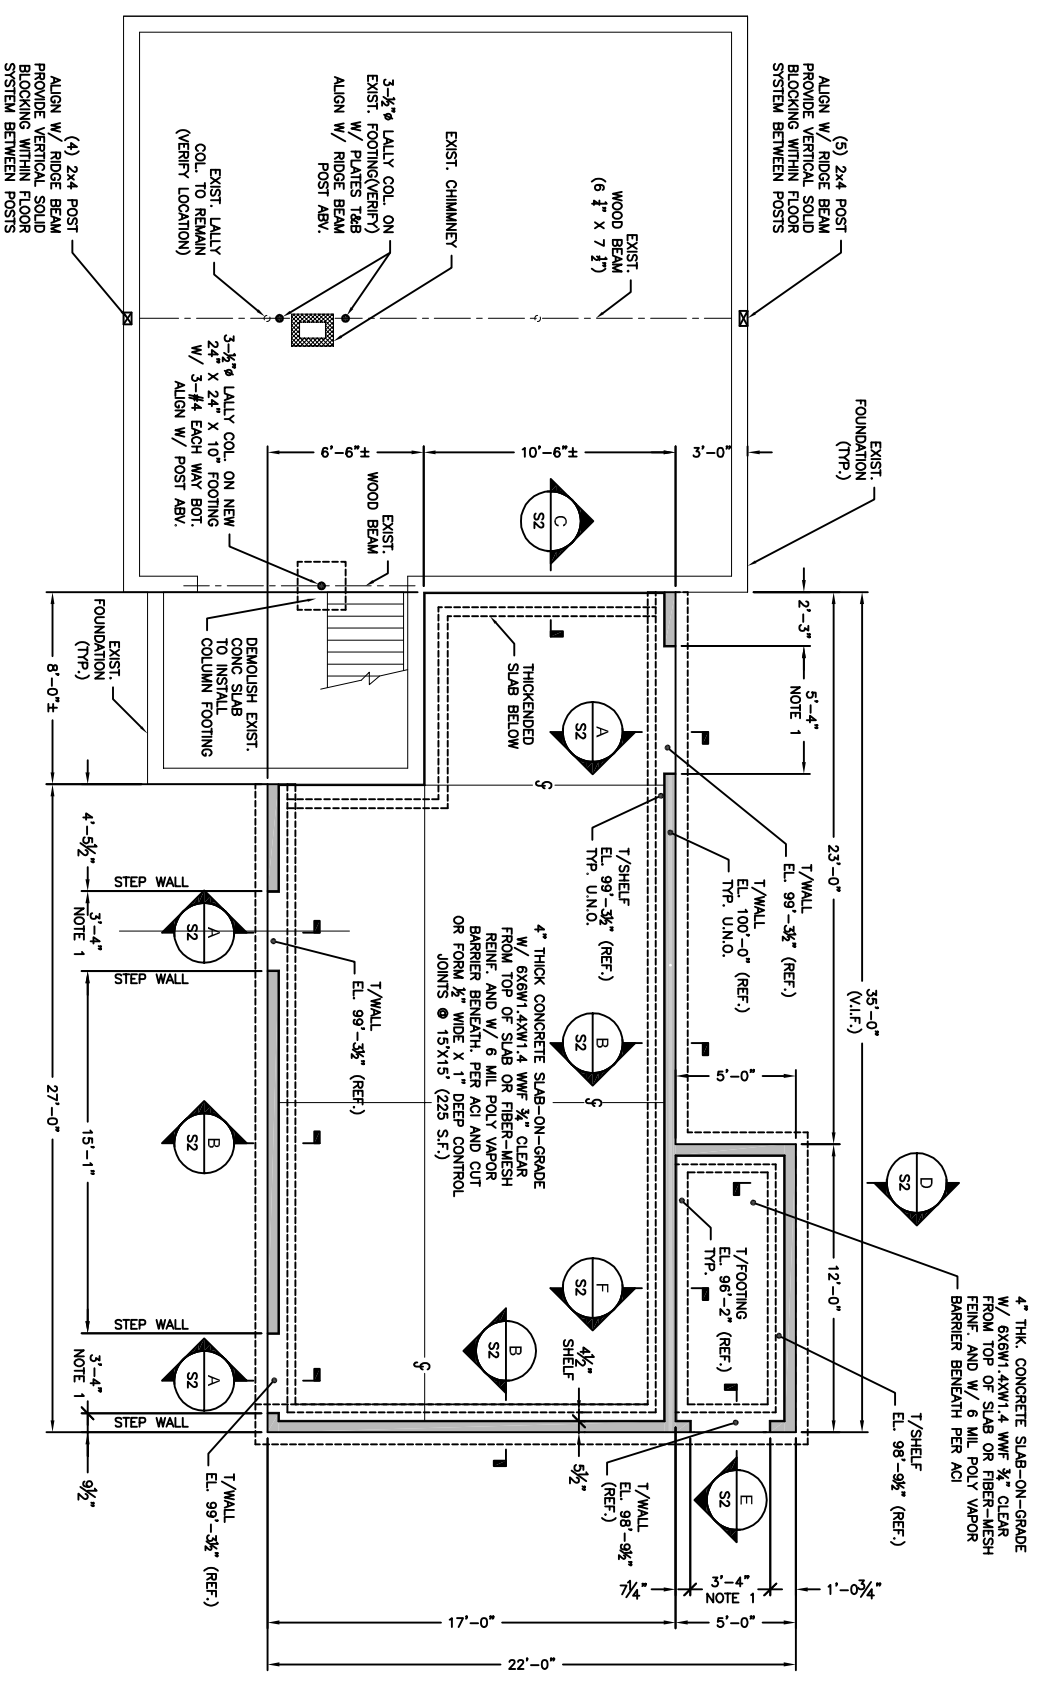 (5) 2x4 POST
ALIGN W/ RIDGE BEAM
PROVIDE VERTICAL SOLID
BLOCKING WITHIN FLOOR
SYSTEM BETWEEN POSTS
EXIST.
WOOD BEAM
(6 ¼" X 7 ½")
EXIST. CHIMMNEY
3-½"ø LALLY COL. ON
EXIST. FOOTING(VERIFY)
W/ PLATES T&B
ALIGN W/ RIDGE BEAM
POST ABV.
EXIST. LALLY
COL. TO REMAIN
(VERIFY LOCATION)
(4) 2x4 POST
ALIGN W/ RIDGE BEAM
PROVIDE VERTICAL SOLID
BLOCKING WITHIN FLOOR
SYSTEM BETWEEN POSTS
EXIST.
FOUNDATION
(TYP.)
3'-0"
10'-6"±
6'-6"±
C
S2
3-½"ø LALLY COL. ON NEW
24" X 24" X 10" FOOTING
W/ 3-#4 EACH WAY BOT.
ALIGN W/ POST ABV.
EXIST.
WOOD BEAM
DEMOLISH EXIST.
CONC SLAB
TO INSTALL
COLUMN FOOTING
EXIST.
FOUNDATION
(TYP.)
8'-0"±
THICKENED
SLAB BELOW
2'-3"
5'-4"
NOTE 1
23'-0"
35'-0"
(V.I.F.)
12'-0"
5'-0"
T/WALL
EL. 99'-3½" (REF.)
T/WALL
EL. 100'-0" (REF.)
TYP. U.N.O.
T/SHELF
EL. 99'-3½" (REF.)
TYP. U.N.O.
A
S2
B
S2
F
S2
D
S2
4" THICK CONCRETE SLAB-ON-GRADE
W/ 6X6W1.4XW1.4 WWF ¾" CLEAR
FROM TOP OF SLAB OR FIBER-MESH
REINF. AND W/ 6 MIL POLY VAPOR
BARRIER BENEATH. PER ACI AND CUT
OR FORM ½" WIDE X 1" DEEP CONTROL
JOINTS @ 15'X15' (225 S.F.)
CJ
CJ
CJ
T/WALL
EL. 99'-3½" (REF.)
T/FOOTING
EL. 96'-2" (REF.)
TYP.
4" THK. CONCRETE SLAB-ON-GRADE
W/ 6X6W1.4XW1.4 WWF ¾" CLEAR
FROM TOP OF SLAB OR FIBER-MESH
FEINF. AND W/ 6 MIL POLY VAPOR
BARRIER BENEATH PER ACI
T/SHELF
EL. 98'-9½" (REF.)
T/WALL
EL. 98'-9½"
(REF.)
E
S2
B
S2
4½"
SHELF
5½"
1'-0¾"
3'-4"
NOTE 1
7¼"
5'-0"
17'-0"
22'-0"
4'-5½"
STEP WALL
3'-4"
NOTE 1
STEP WALL
15'-1"
STEP WALL
3'-4"
NOTE 1
STEP WALL
9½"
27'-0"
A
S2
B
S2
A
S2
T/WALL
EL. 99'-3½" (REF.)